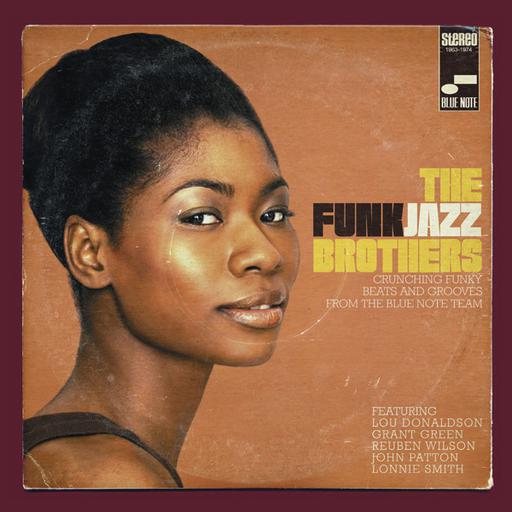 STEREO
1963-1974
BLUE NOTE
THE
FUNKJAZZ
BROTHERS
CRUNCHING FUNKY
BEATS AND GROOVES
FROM THE BLUE NOTE TEAM
FEATURING
LOU DONALDSON
GRANT GREEN
REUBEN WILSON
JOHN PATTON
LONNIE SMITH